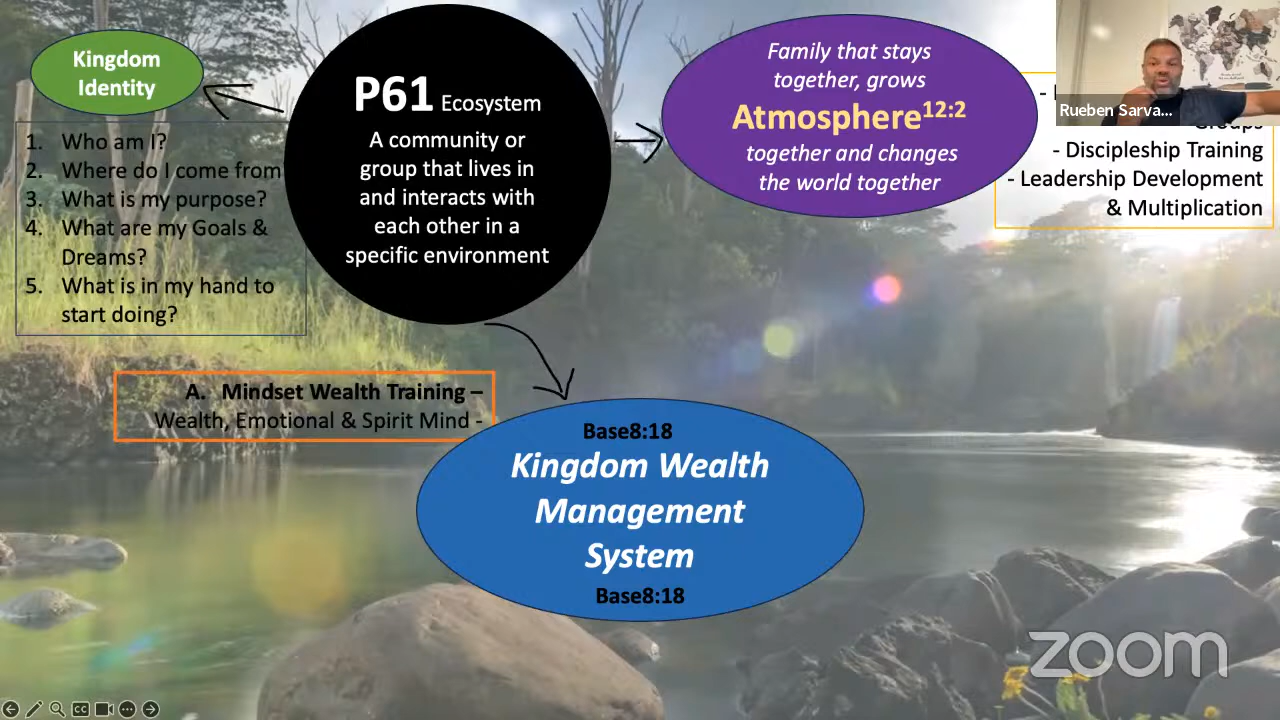 Kingdom
Identity
1. Who am I?
2. Where do I come from
3. What is my purpose?
4. What are my Goals &
Dreams?
5. What is in my hand to
start doing?
P61 Ecosystem
A community or
group that lives in
and interacts with
each other in a
specific environment
Family that stays
together, grows
Atmosphere12:2
together and changes
the world together
Rueben Sarva...
Groups
- Discipleship Training
- Leadership Development
& Multiplication
A. Mindset Wealth Training –
Wealth, Emotional & Spirit Mind -
Base8:18
Kingdom Wealth
Management
System
Base8:18
zoom
CC